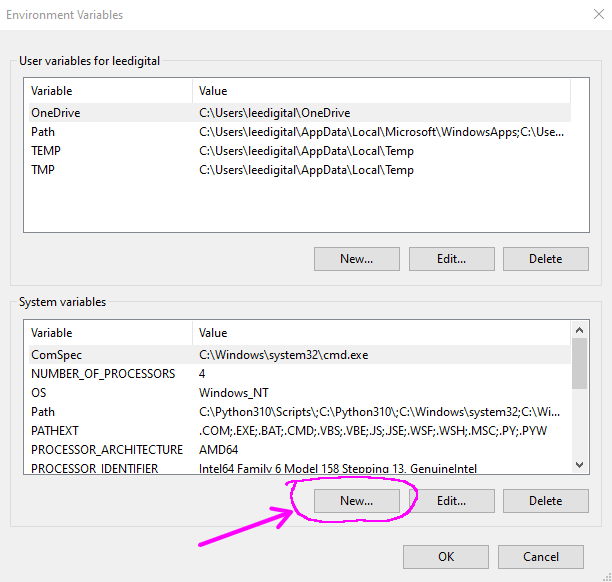 Environment Variables
User variables for leedigital
Variable Value
OneDrive C:\Users\leedigital\OneDrive
Path C:\Users\leedigital\AppData\Local\Microsoft\WindowsApps;C:\Use...
TEMP C:\Users\leedigital\AppData\Local\Temp
TMP C:\Users\leedigital\AppData\Local\Temp
New... Edit... Delete
System variables
Variable Value
ComSpec C:\Windows\system32\cmd.exe
NUMBER_OF_PROCESSORS 4
OS Windows_NT
Path C:\Python310\Scripts\;C:\Python310\;C:\Windows\system32;C:\Wi...
PATHEXT .COM;.EXE;.BAT;.CMD;.VBS;.VBE;.JS;.JSE;.WSF;.WSH;.MSC;.PY;.PYW
PROCESSOR_ARCHITECTURE AMD64
PROCESSOR_IDENTIFIER Intel64 Family 6 Model 158 Stepping 13, GenuineIntel
New... Edit... Delete
OK Cancel